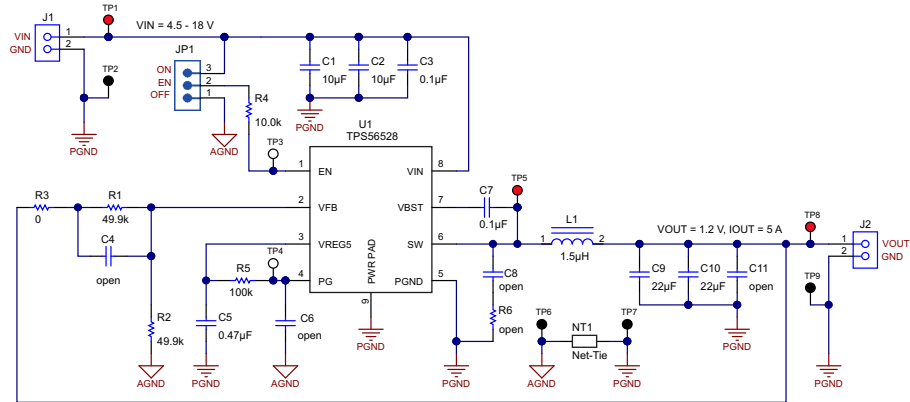 J1
TP1
VIN = 4.5 - 18 V
VIN
GND
1
2
TP2
PGND
JP1
ON
EN
OFF
3
2
1
R4
10.0k
AGND
C1
10µF
C2
10µF
C3
0.1µF
PGND
U1
TPS56528
TP3
1
EN
VIN
8
2
VFB
VBST
7
3
VREG5
SW
6
4
PG
PGND
5
PWR PAD
9
PGND
R3
0
R1
49.9k
C4
open
R2
49.9k
AGND
R5
100k
TP4
C5
0.47µF
PGND
C6
open
AGND
C7
0.1µF
TP5
L1
1
2
1.5µH
C8
open
R6
open
PGND
VOUT = 1.2 V, IOUT = 5 A
C9
22µF
C10
22µF
C11
open
PGND
TP6
NT1
Net-Tie
TP7
AGND
PGND
TP8
J2
1
2
VOUT
GND
TP9
PGND